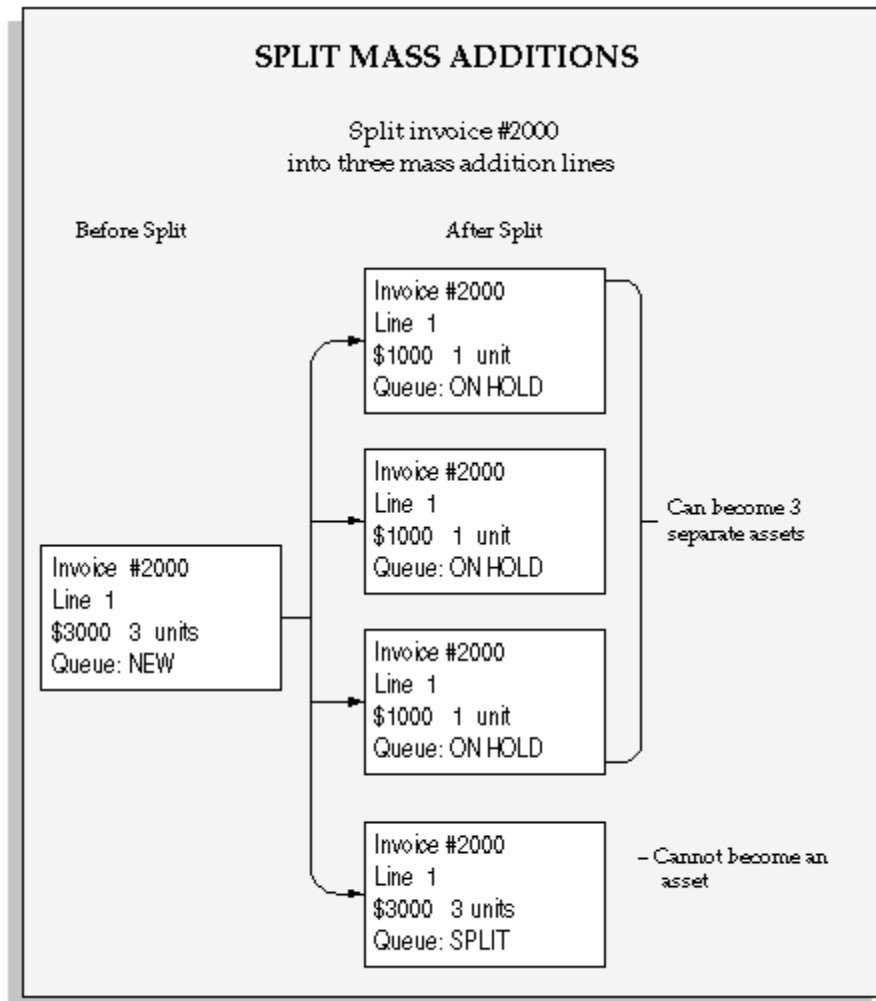 SPLIT MASS ADDITIONS
Split invoice #2000
into three mass addition lines
Before Split
After Split
Invoice #2000
Line 1
$3000 3 units
Queue: NEW
Invoice #2000
Line 1
$1000 1 unit
Queue: ON HOLD
Invoice #2000
Line 1
$1000 1 unit
Queue: ON HOLD
Invoice #2000
Line 1
$1000 1 unit
Queue: ON HOLD
Can become 3
separate assets
Invoice #2000
Line 1
$3000 3 units
Queue: SPLIT
– Cannot become an
asset